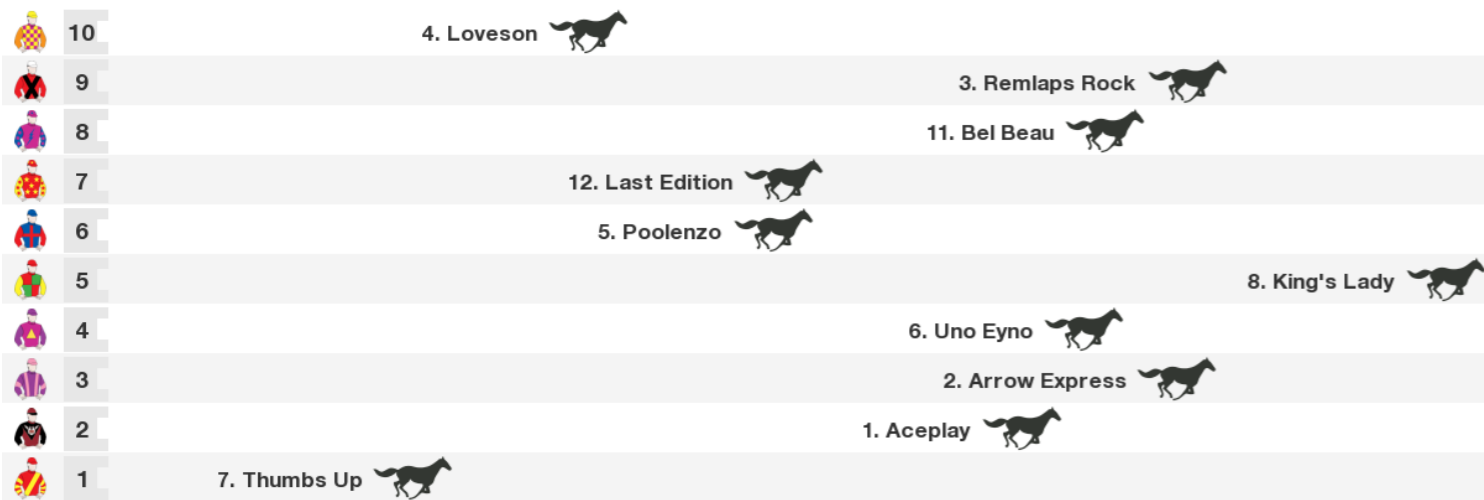 10 4. Loveson
9 3. Remlaps Rock
8 11. Bel Beau
7 12. Last Edition
6 5. Poolenzo
5 8. King's Lady
4 6. Uno Eyno
3 2. Arrow Express
2 1. Aceplay
1 7. Thumbs Up